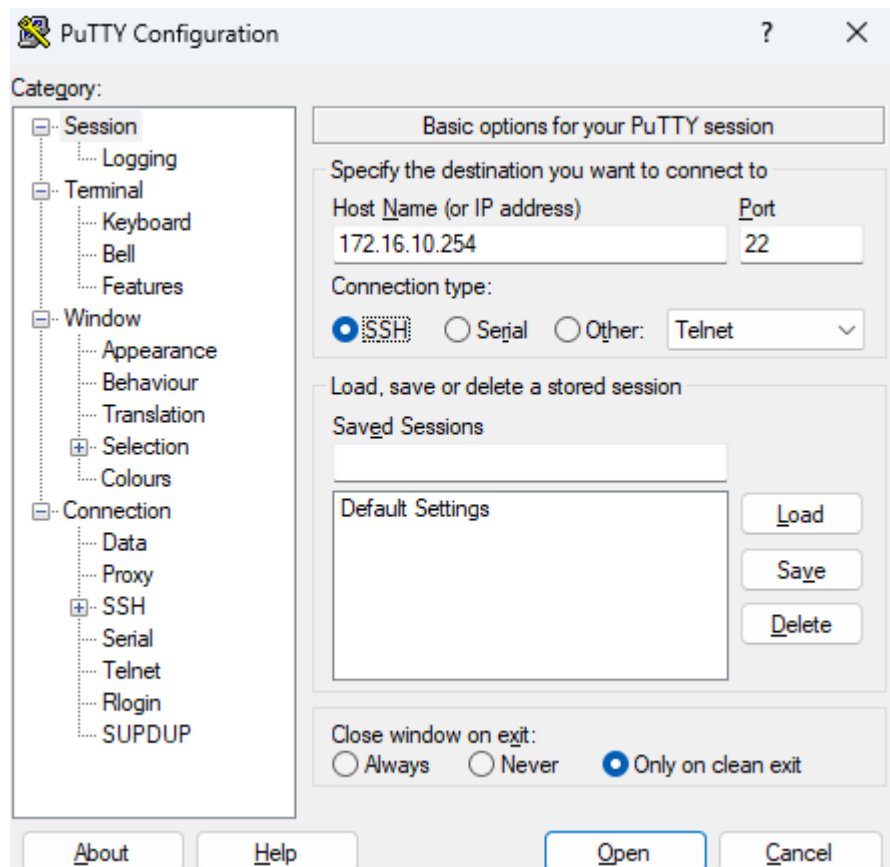 PuTTY Configuration
?
Category:
Session
Logging
Terminal
Keyboard
Bell
Features
Window
Appearance
Behaviour
Translation
Selection
Colours
Connection
Data
Proxy
SSH
Serial
Telnet
Rlogin
SUPDUP
Basic options for your PuTTY session
Specify the destination you want to connect to
Host Name (or IP address) Port
172.16.10.254 22
Connection type:
SSH Serial Other: Telnet
Load, save or delete a stored session
Saved Sessions
Default Settings
Load
Save
Delete
Close window on exit:
Always Never Only on clean exit
About Help Open Cancel